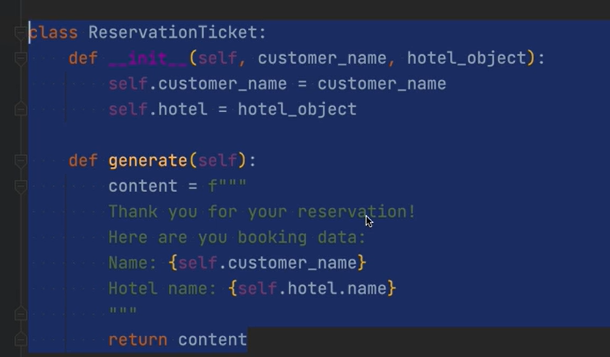 class ReservationTicket:
    def __init__(self, customer_name, hotel_object):
        self.customer_name = customer_name
        self.hotel = hotel_object

    def generate(self):
        content = f"""
        Thank you for your reservation!
        Here are you booking data:
        Name: {self.customer_name}
        Hotel name: {self.hotel.name}
        """
        return content